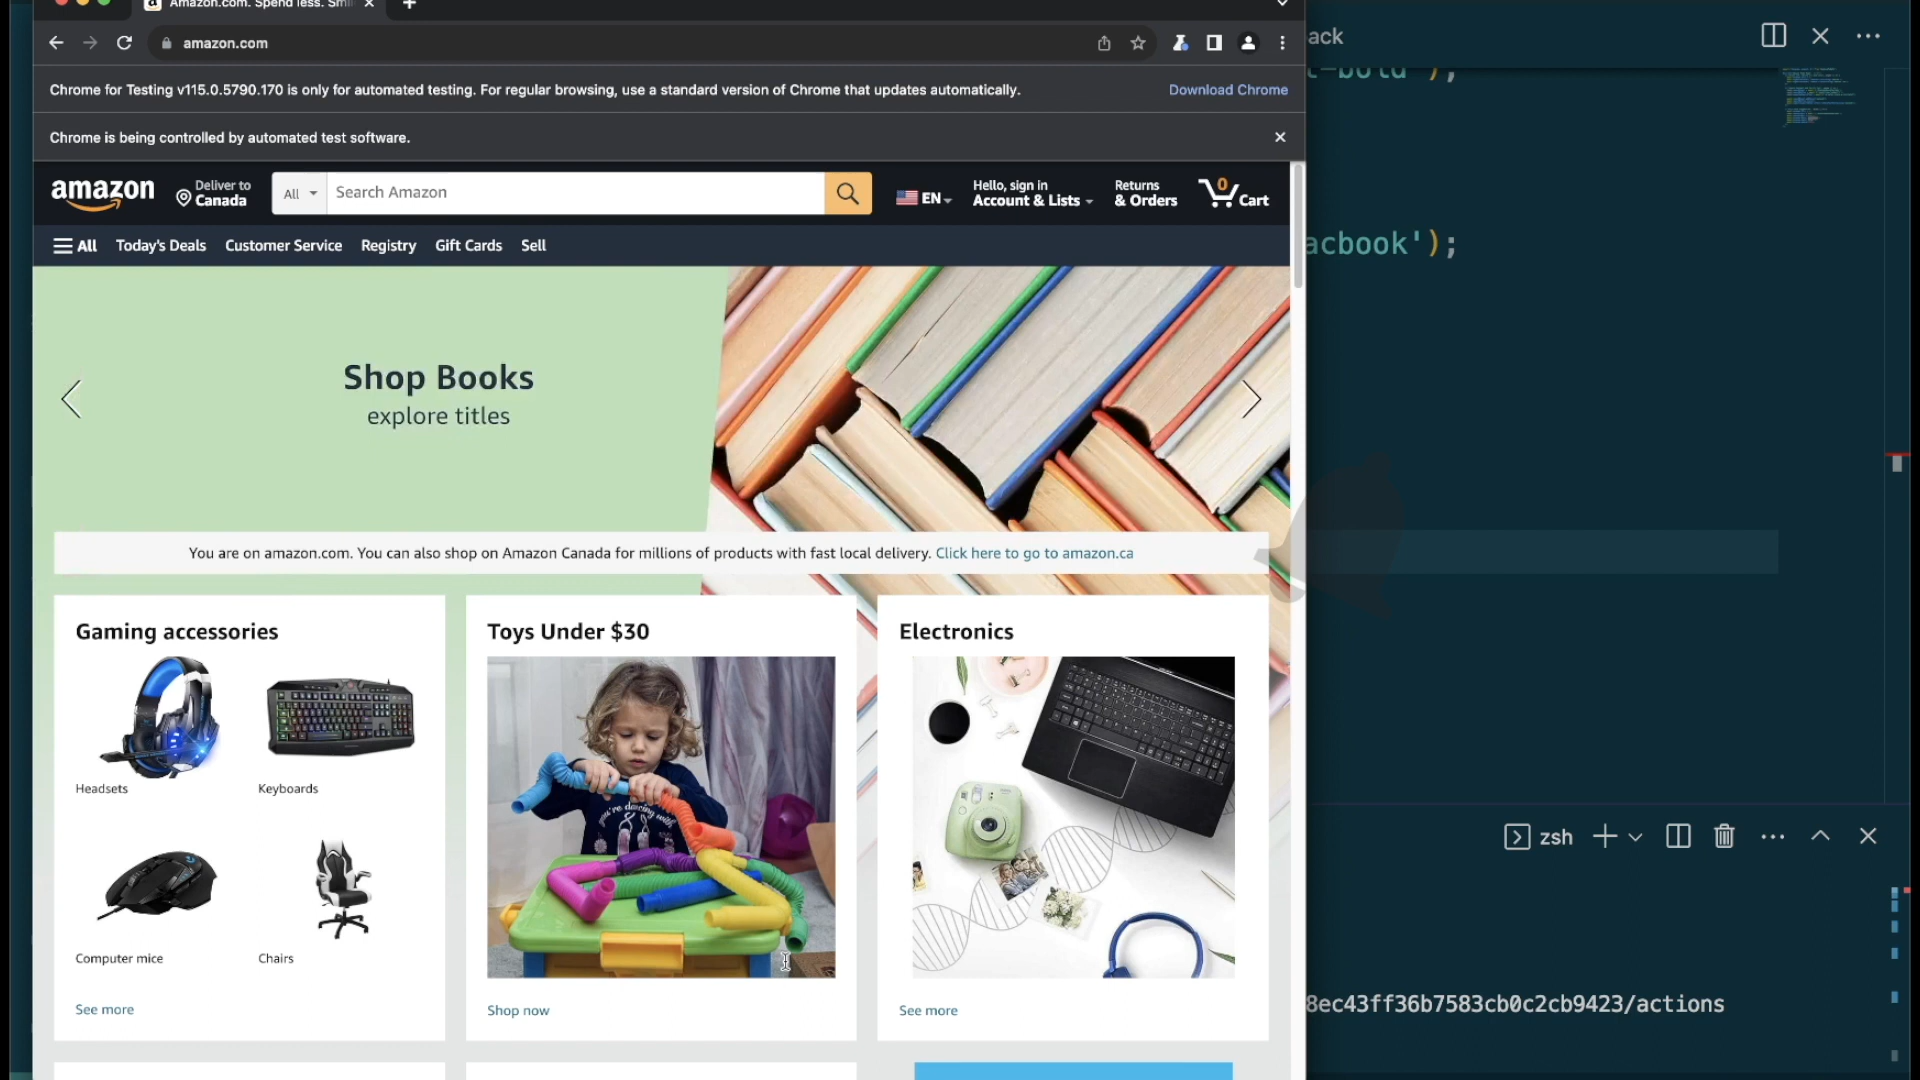 Amazon.com. Spend less. Smi
amazon.com
Chrome for Testing v115.0.5790.170 is only for automated testing. For regular browsing, use a standard version of Chrome that updates automatically.
Download Chrome
Chrome is being controlled by automated test software.
amazon
Deliver to
Canada
All
Search Amazon
EN
Hello, sign in
Account & Lists
Returns
& Orders
0
Cart
All
Today's Deals
Customer Service
Registry
Gift Cards
Sell
Shop Books
explore titles
You are on amazon.com. You can also shop on Amazon Canada for millions of products with fast local delivery. Click here to go to amazon.ca
Gaming accessories
Headsets
Keyboards
Computer mice
Chairs
See more
Toys Under $30
you're dancing with
Shop now
Electronics
See more
ack
t-bold');
acbook');
zsh
8ec43ff36b7583cb0c2cb9423/actions